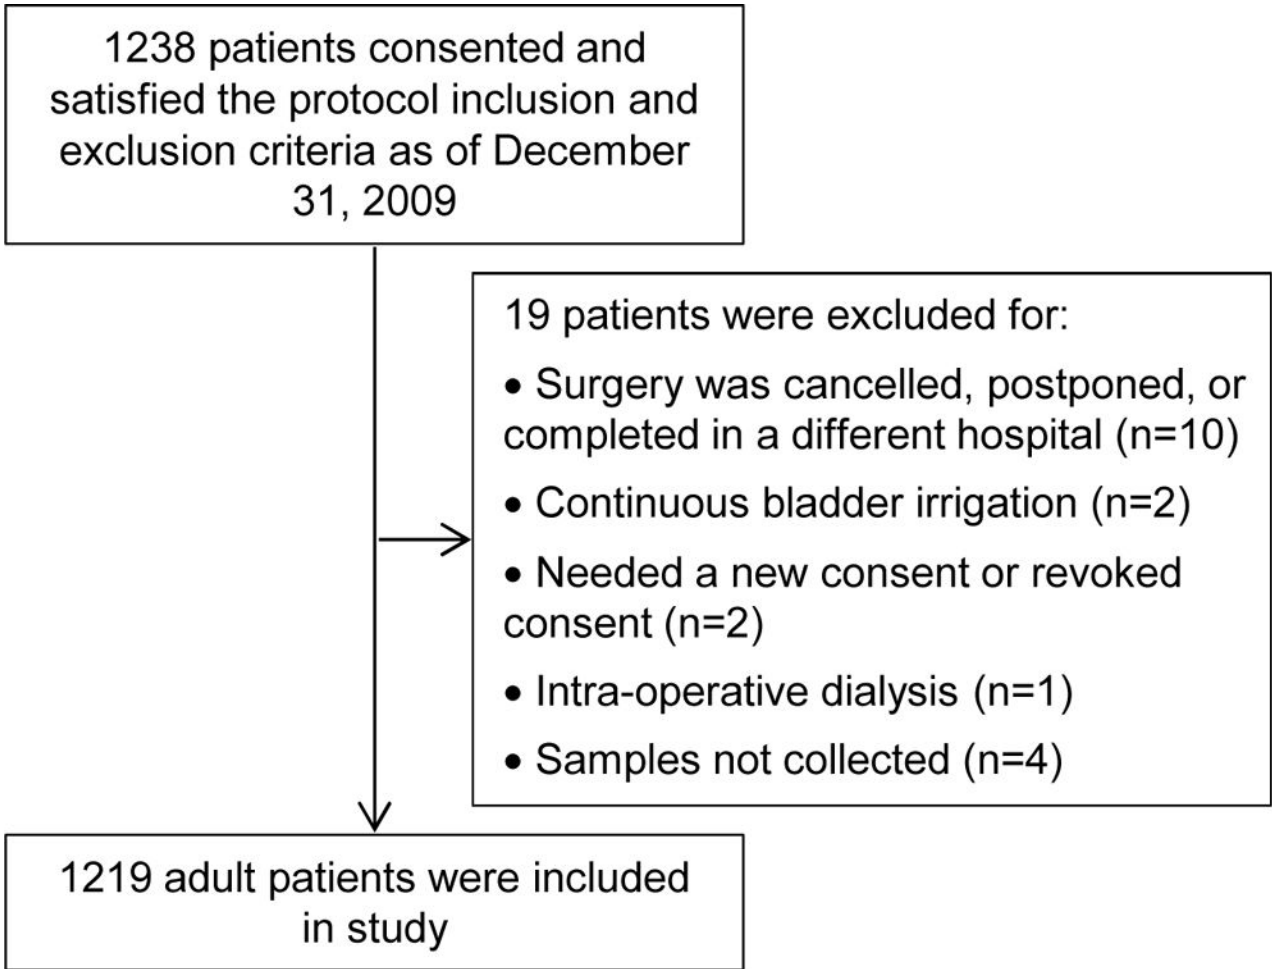 1238 patients consented and
satisfied the protocol inclusion and
exclusion criteria as of December
31, 2009
19 patients were excluded for:
• Surgery was cancelled, postponed, or
completed in a different hospital (n=10)
• Continuous bladder irrigation (n=2)
• Needed a new consent or revoked
consent (n=2)
• Intra-operative dialysis (n=1)
• Samples not collected (n=4)
1219 adult patients were included
in study